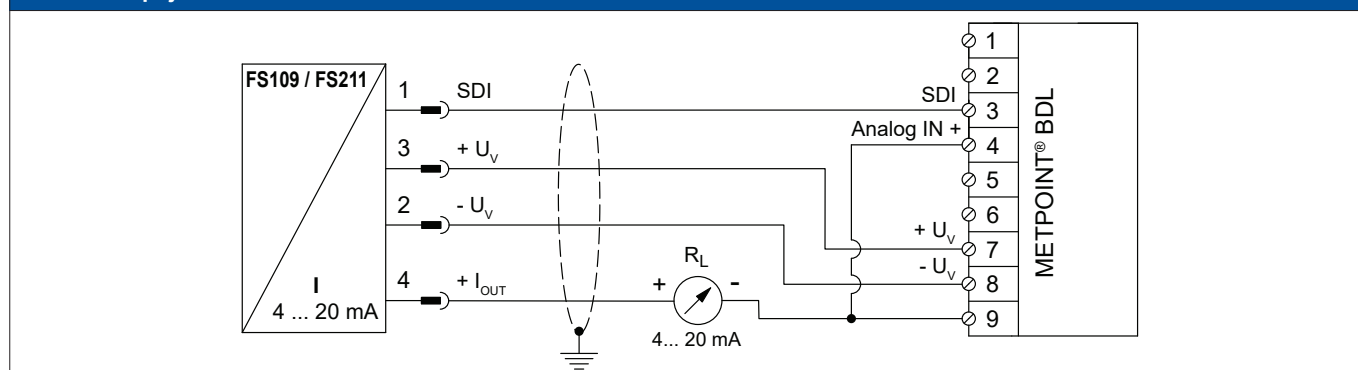 FS109 / FS211
1 SDI
3 + UV
2 - UV
4 + IOUT
I
4 ... 20 mA
RL
+ -
4... 20 mA
SDI
Analog IN +
+ UV
- UV
1
2
3
4
5
6
7
8
9
METPOINT® BDL